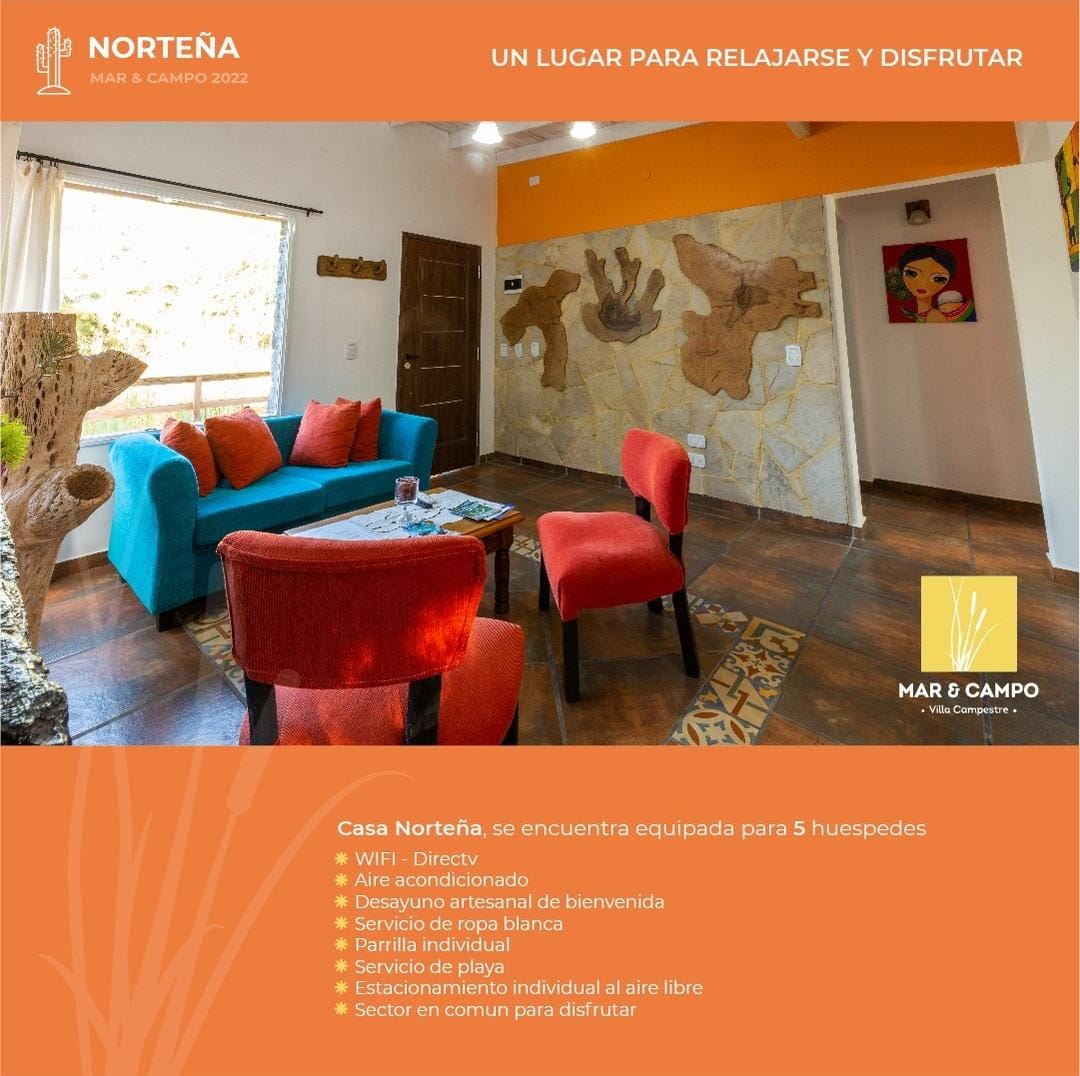 NORTEÑA
MAR & CAMPO 2022
UN LUGAR PARA RELAJARSE Y DISFRUTAR
MAR & CAMPO
• Villa Campestre •
Casa Norteña, se encuentra equipada para 5 huespedes
WIFI - Directv
Aire acondicionado
Desayuno artesanal de bienvenida
Servicio de ropa blanca
Parrilla individual
Servicio de playa
Estacionamiento individual al aire libre
Sector en comun para disfrutar